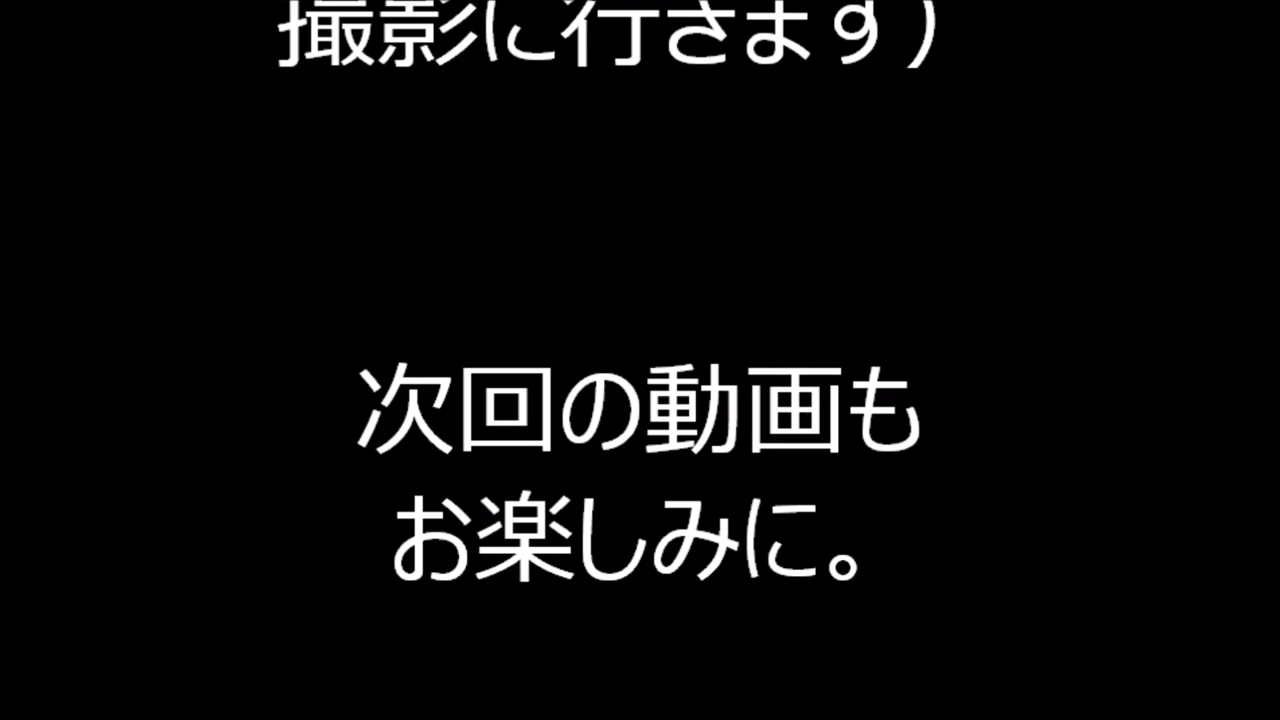 撮影に行きます）
次回の動画も
お楽しみに。